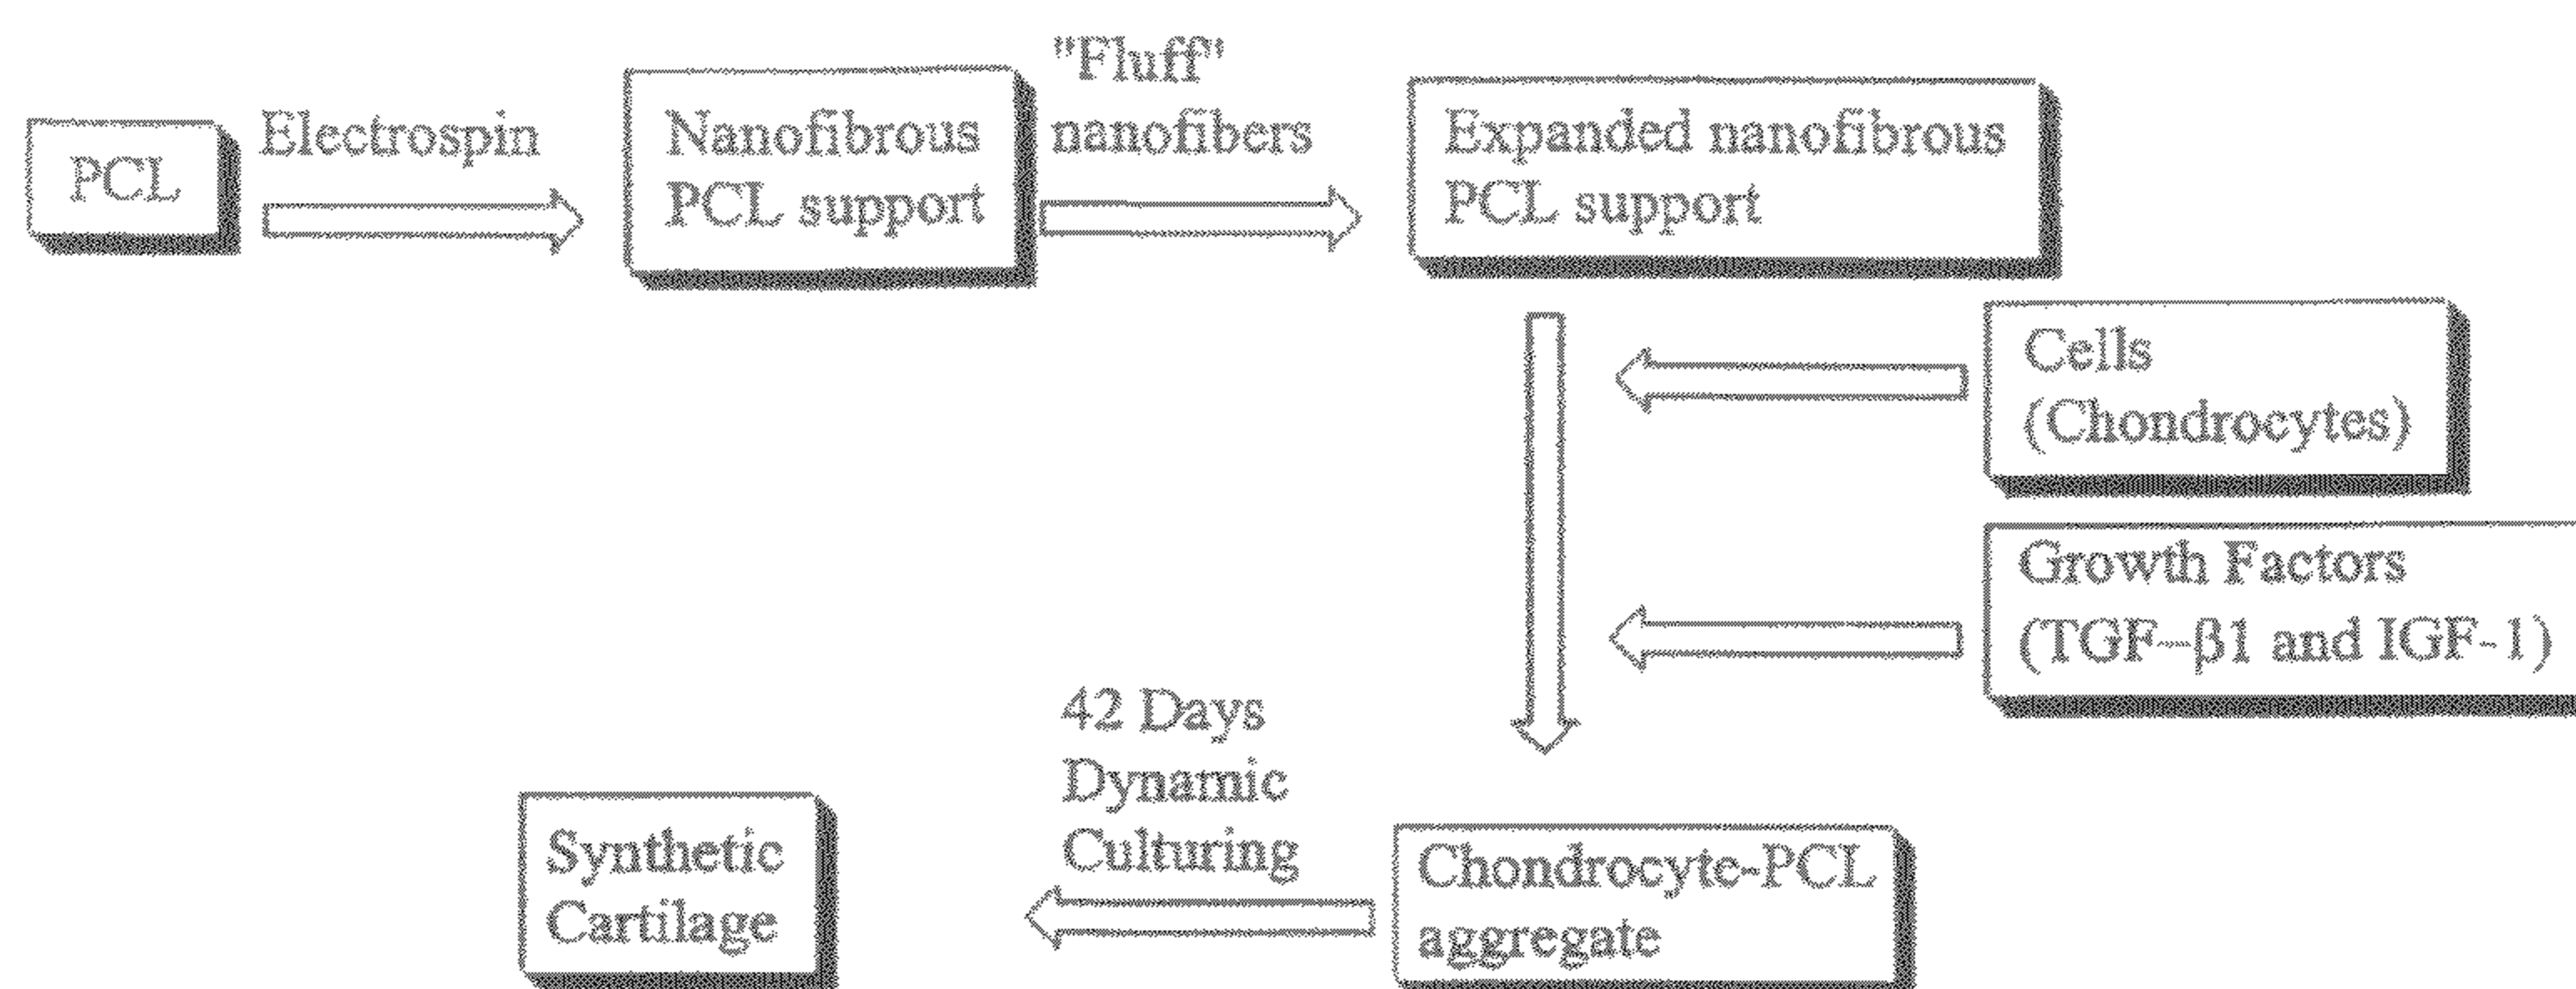 PCL
Electrospin
Nanofibrous
PCL support
"Fluff"
nanofibers
Expanded nanofibrous
PCL support
Cells
(Chondrocytes)
Growth Factors
(TGF-β1 and IGF-1)
Chondrocyte-PCL
aggregate
42 Days
Dynamic
Culturing
Synthetic
Cartilage